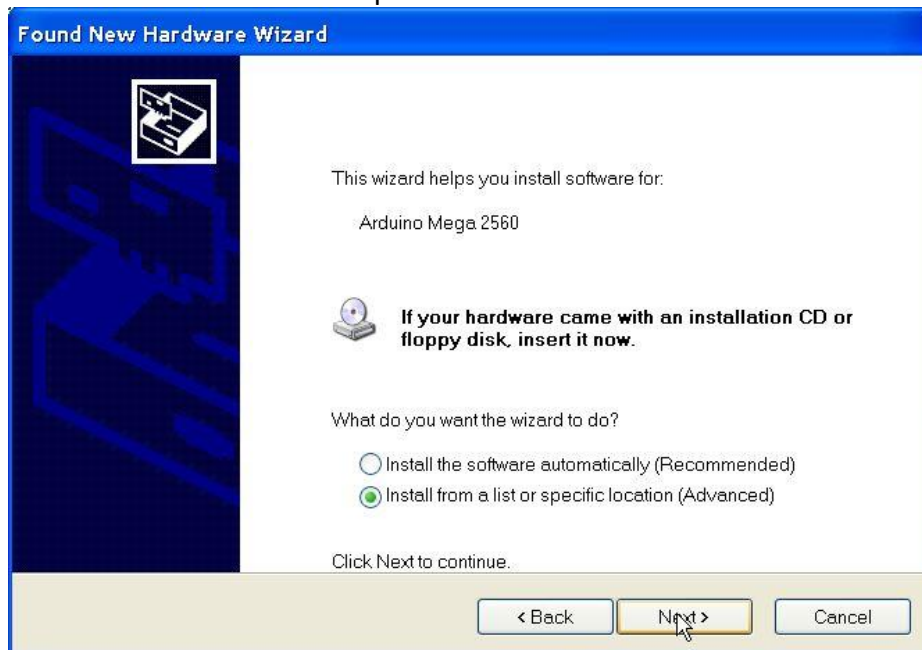 Found New Hardware Wizard
This wizard helps you install software for:
Arduino Mega 2560
If your hardware came with an installation CD or
floppy disk, insert it now.
What do you want the wizard to do?
Install the software automatically (Recommended)
Install from a list or specific location (Advanced)
Click Next to continue.
< Back
Next >
Cancel